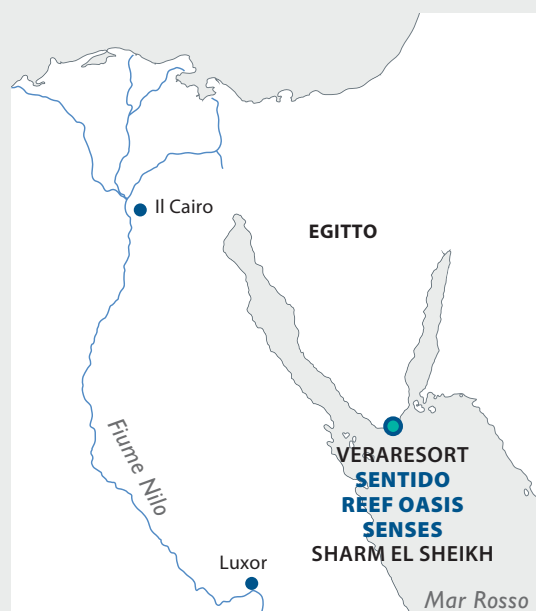 Il Cairo
EGITTO
Fiume Nilo
VERARESORT
SENTIDO
REEF OASIS
SENSES
SHARM EL SHEIKH
Luxor
Mar Rosso